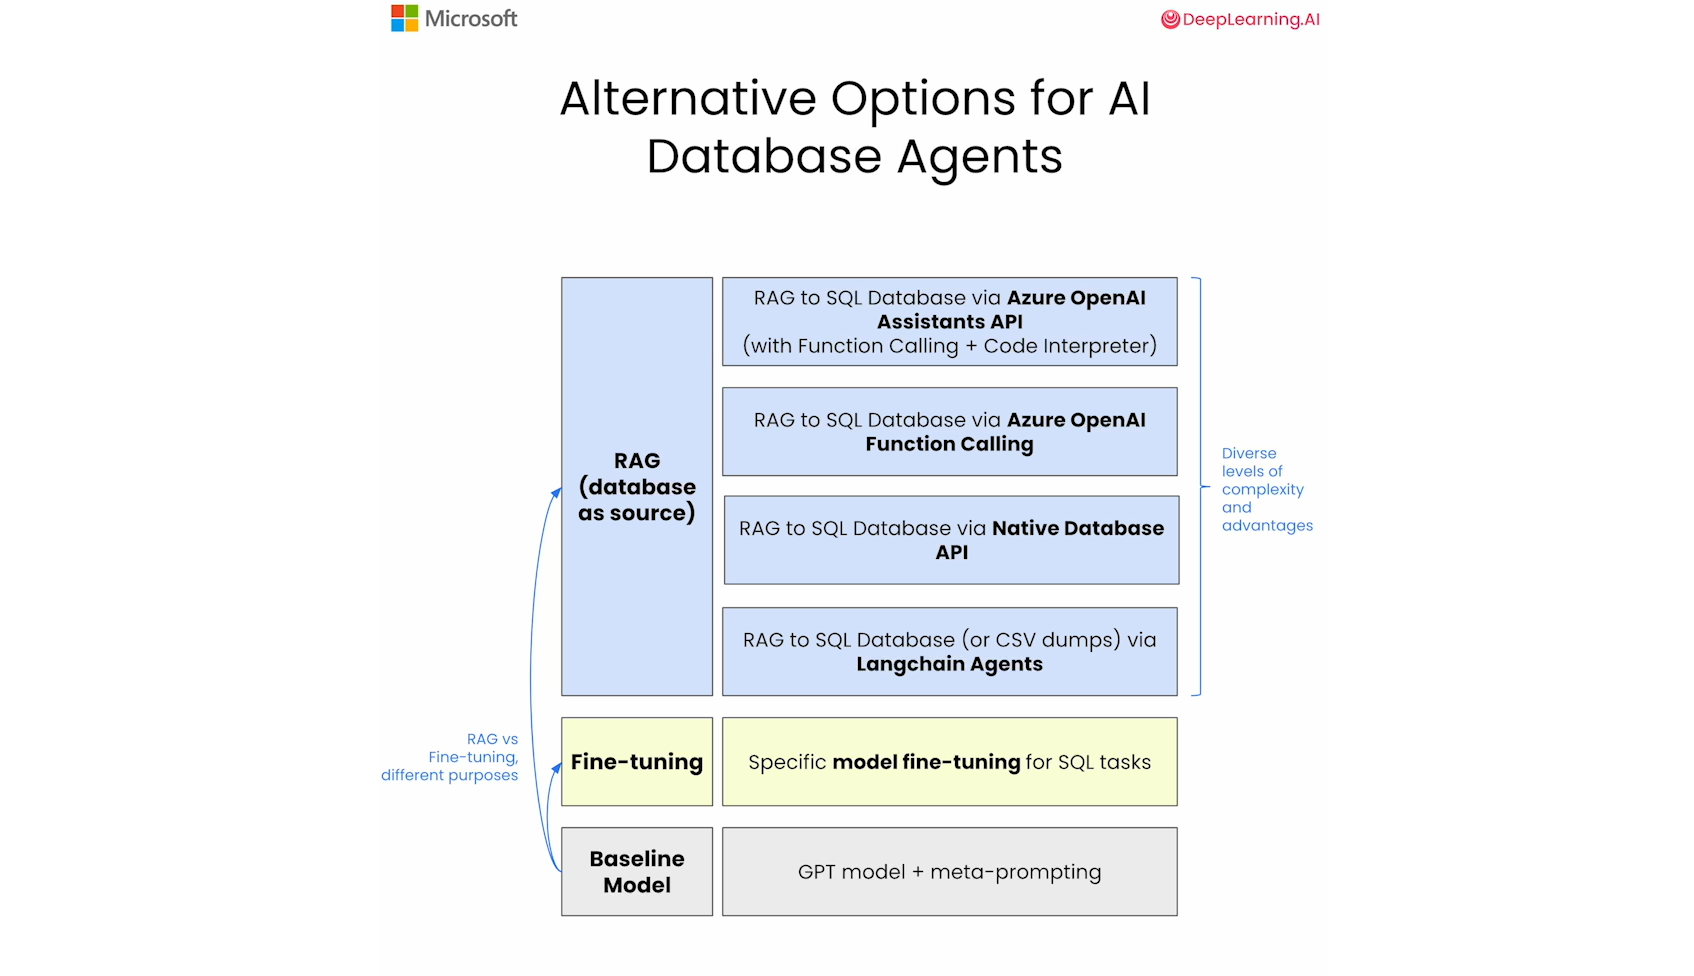 Microsoft
DeepLearning.AI
Alternative Options for AI
Database Agents
RAG
(database
as source)
RAG to SQL Database via Azure OpenAI
Assistants API
(with Function Calling + Code Interpreter)
RAG to SQL Database via Azure OpenAI
Function Calling
RAG to SQL Database via Native Database
API
RAG to SQL Database (or CSV dumps) via
Langchain Agents
Diverse
levels of
complexity
and
advantages
RAG vs
Fine-tuning,
different purposes
Fine-tuning
Specific model fine-tuning for SQL tasks
Baseline
Model
GPT model + meta-prompting